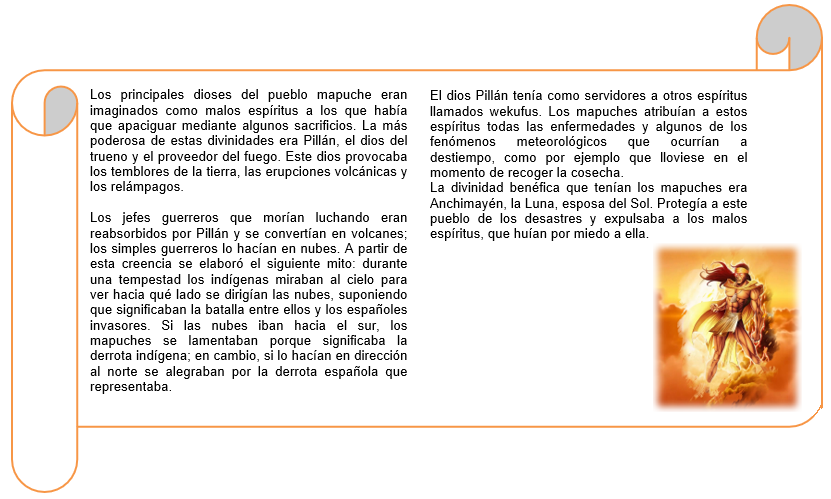 Los principales dioses del pueblo mapuche eran
imaginados como malos espíritus a los que había
que apaciguar mediante algunos sacrificios. La más
poderosa de estas divinidades era Pillán, el dios del
trueno y el proveedor del fuego. Este dios provocaba
los temblores de la tierra, las erupciones volcánicas y
los relámpagos.
Los jefes guerreros que morían luchando eran
reabsorbidos por Pillán y se convertían en volcanes;
los simples guerreros lo hacían en nubes. A partir de
esta creencia se elaboró el siguiente mito: durante
una tempestad los indígenas miraban al cielo para
ver hacia qué lado se dirigían las nubes, suponiendo
que significaban la batalla entre ellos y los españoles
invasores. Si las nubes iban hacia el sur, los
mapuches se lamentaban porque significaba la
derrota indígena; en cambio, si lo hacían en dirección
al norte se alegraban por la derrota española que
representaba.
El dios Pillán tenía como servidores a otros espíritus
llamados wekufus. Los mapuches atribuían a estos
espíritus todas las enfermedades y algunos de los
fenómenos meteorológicos que ocurrían a
destiempo, como por ejemplo que lloviese en el
momento de recoger la cosecha.
La divinidad benéfica que tenían los mapuches era
Anchimayén, la Luna, esposa del Sol. Protegía a este
pueblo de los desastres y expulsaba a los malos
espíritus, que huían por miedo a ella.